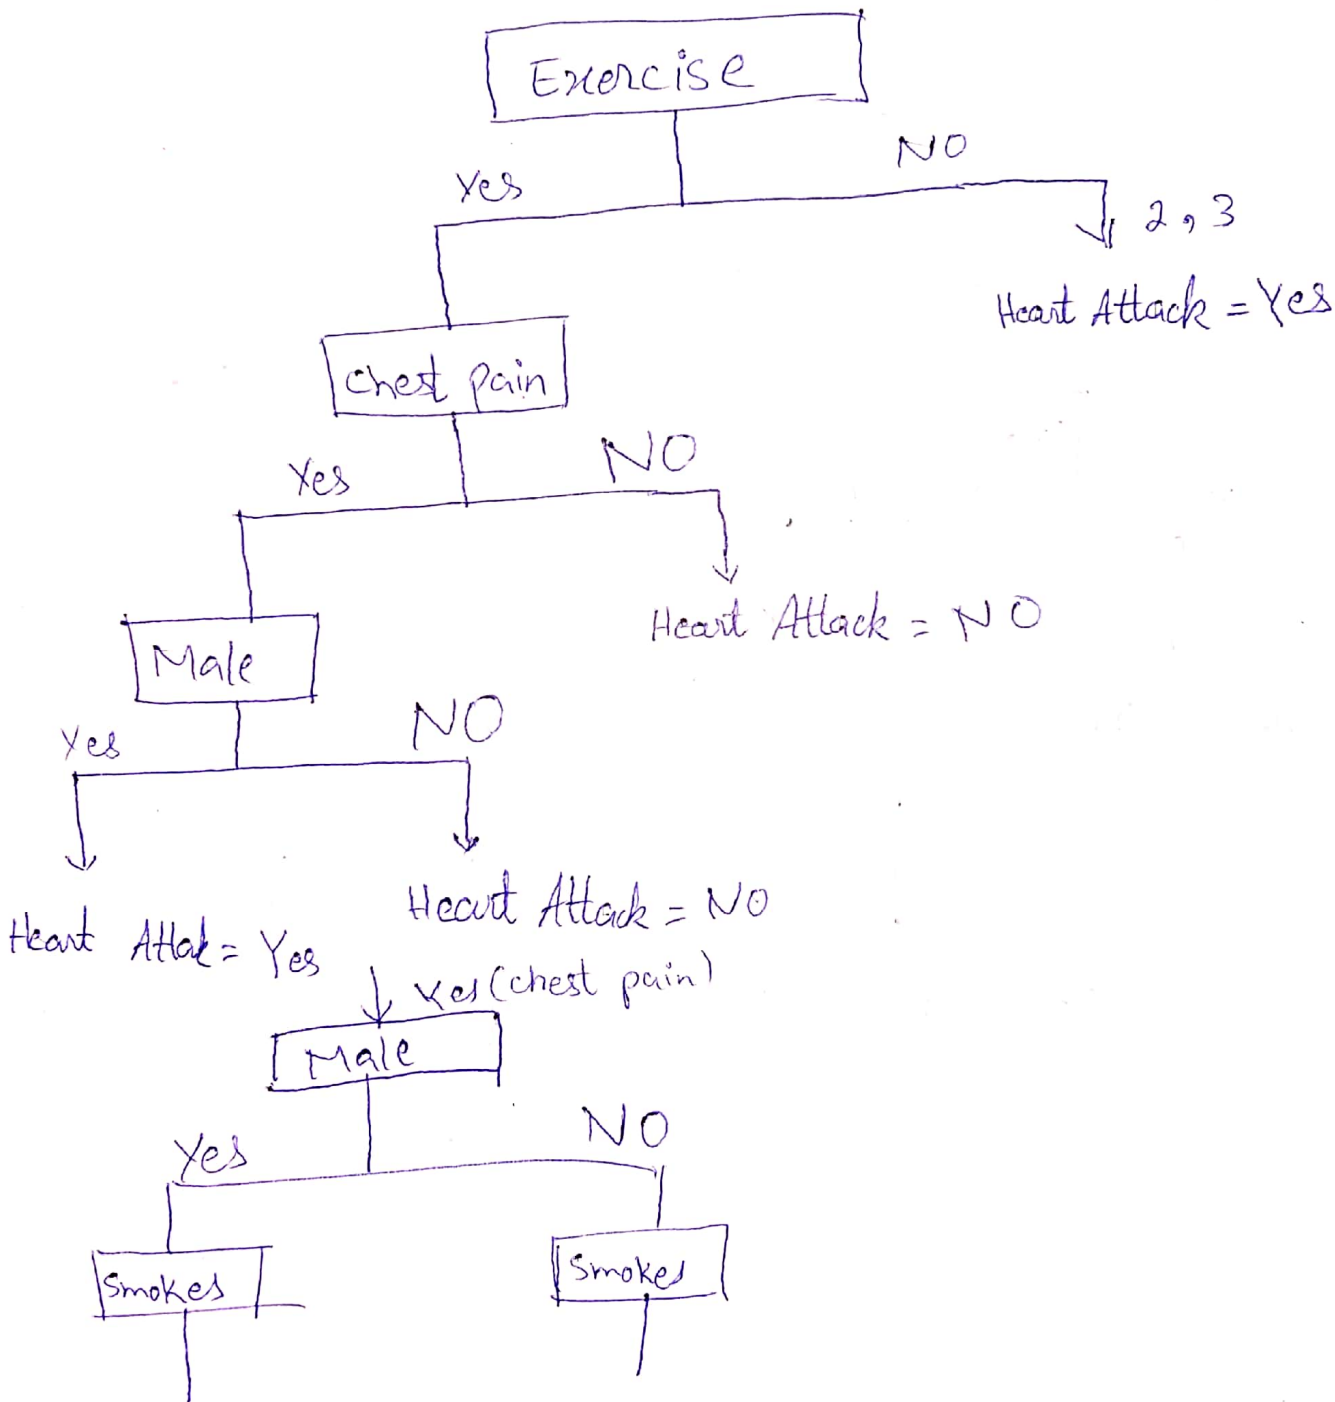 Exercise
NO
Yes
2, 3
Heart Attack = Yes
chest pain
NO
Yes
Heart Attack = NO
Male
NO
Yes
Heart Attack = NO
Heart Attak = Yes
Yes (chest pain)
Male
NO
Yes
Smokes
Smokes